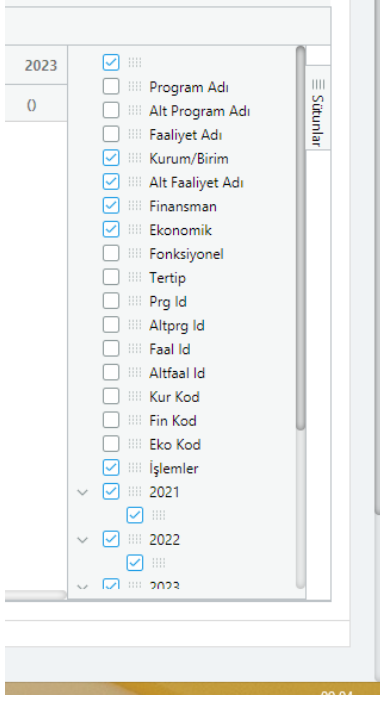 2023
()
Program Adı
Alt Program Adı
Faaliyet Adı
Kurum/Birim
Alt Faaliyet Adı
Finansman
Ekonomik
Fonksiyonel
Tertip
Prg Id
Altprg Id
Faal Id
Altfaal Id
Kur Kod
Fin Kod
Eko Kod
İşlemler
2021
2022
2023
Sütunlar